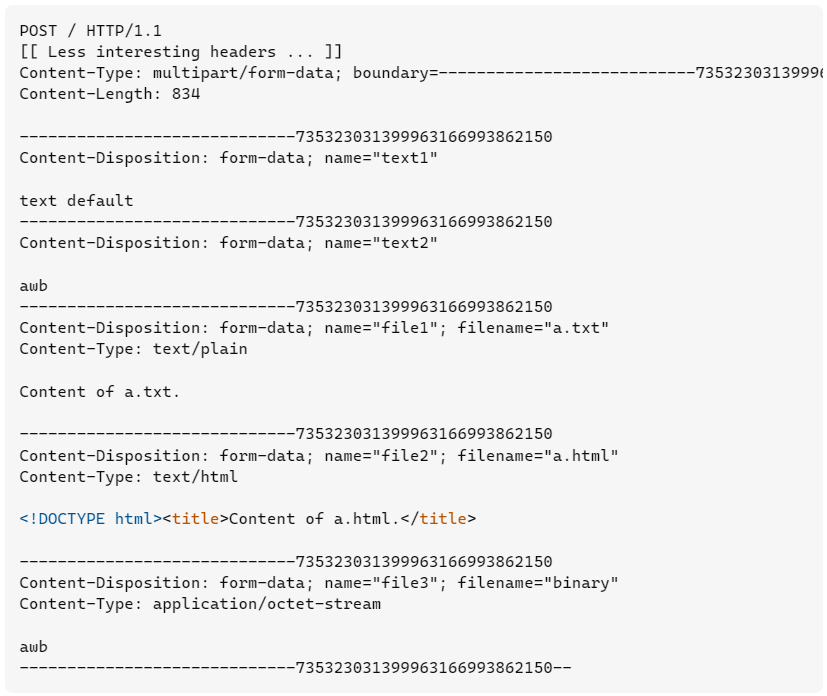 POST / HTTP/1.1
[[ Less interesting headers ... ]]
Content-Type: multipart/form-data; boundary=---------------------------7353230313999
Content-Length: 834
-----------------------------735323031399963166993862150
Content-Disposition: form-data; name="text1"
text default
-----------------------------735323031399963166993862150
Content-Disposition: form-data; name="text2"
awb
-----------------------------735323031399963166993862150
Content-Disposition: form-data; name="file1"; filename="a.txt"
Content-Type: text/plain
Content of a.txt.
-----------------------------735323031399963166993862150
Content-Disposition: form-data; name="file2"; filename="a.html"
Content-Type: text/html
<!DOCTYPE html><title>Content of a.html.</title>
-----------------------------735323031399963166993862150
Content-Disposition: form-data; name="file3"; filename="binary"
Content-Type: application/octet-stream
awb
-----------------------------735323031399963166993862150--